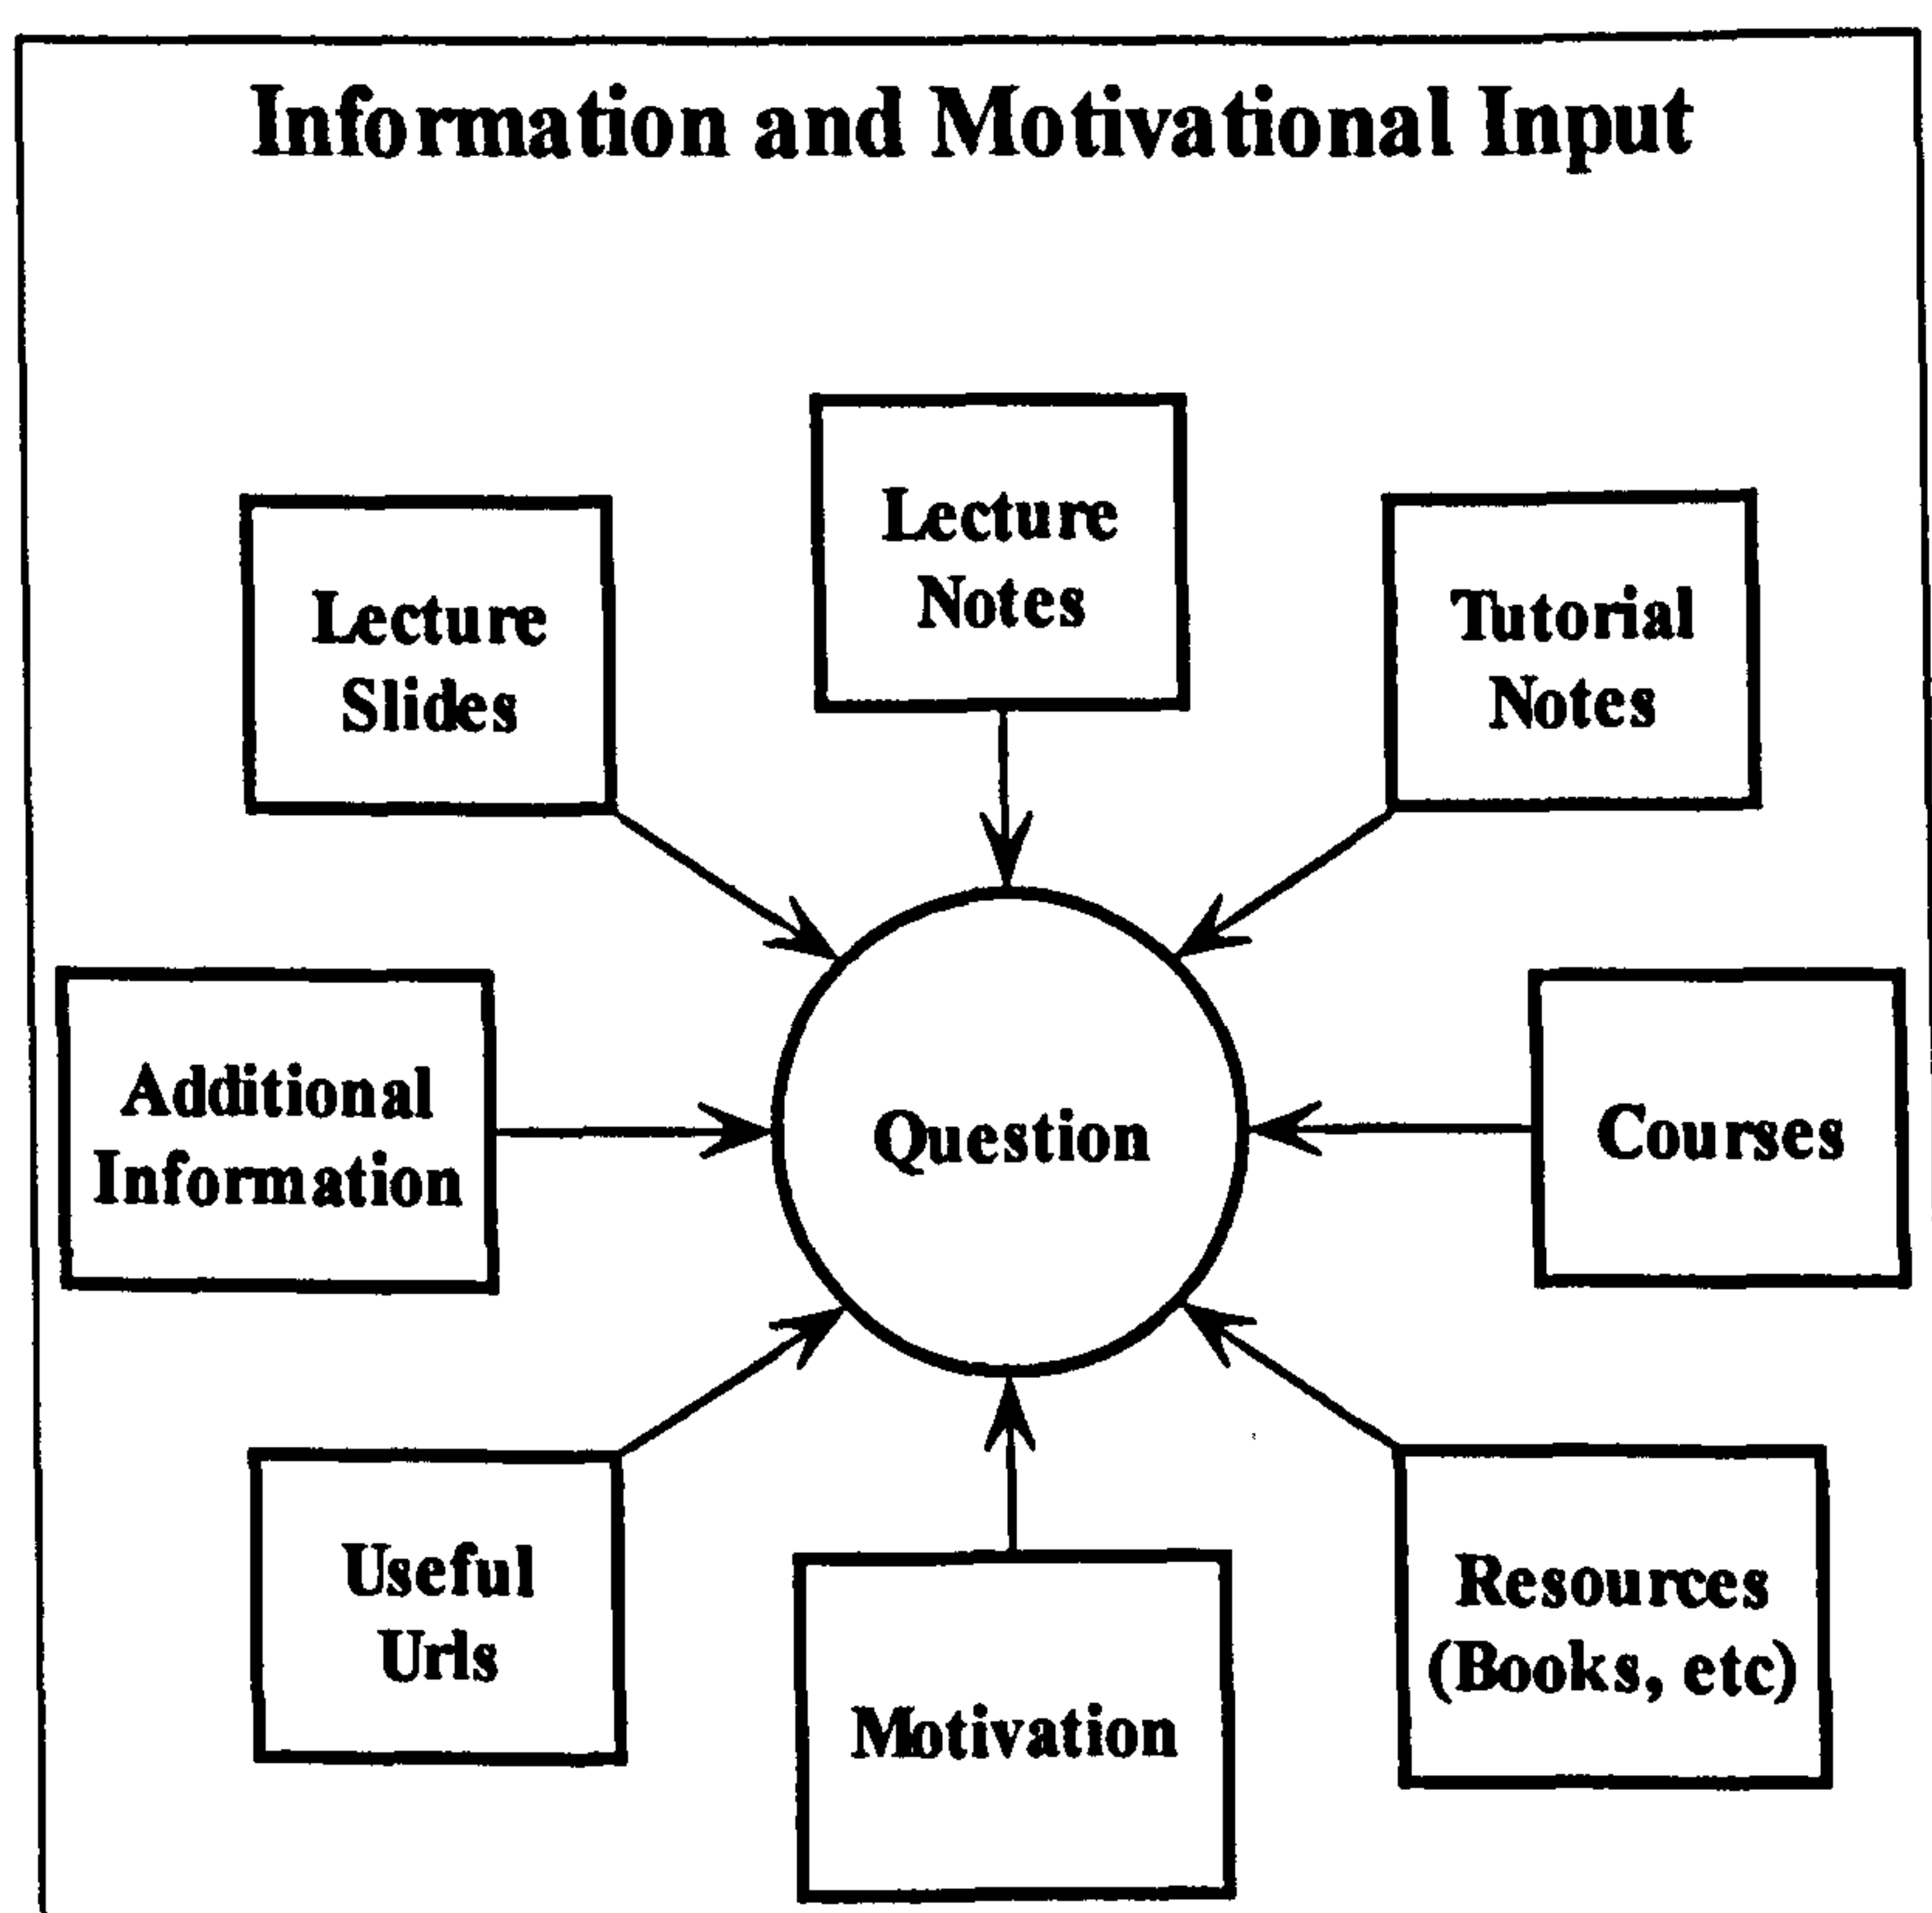 Information and Motivational Input
Lecture
Notes
Lecture
Slides
Tutorial
Notes
Additional
Information
Question
Courses
Useful
Urls
Motivation
Resources
(Books, etc)